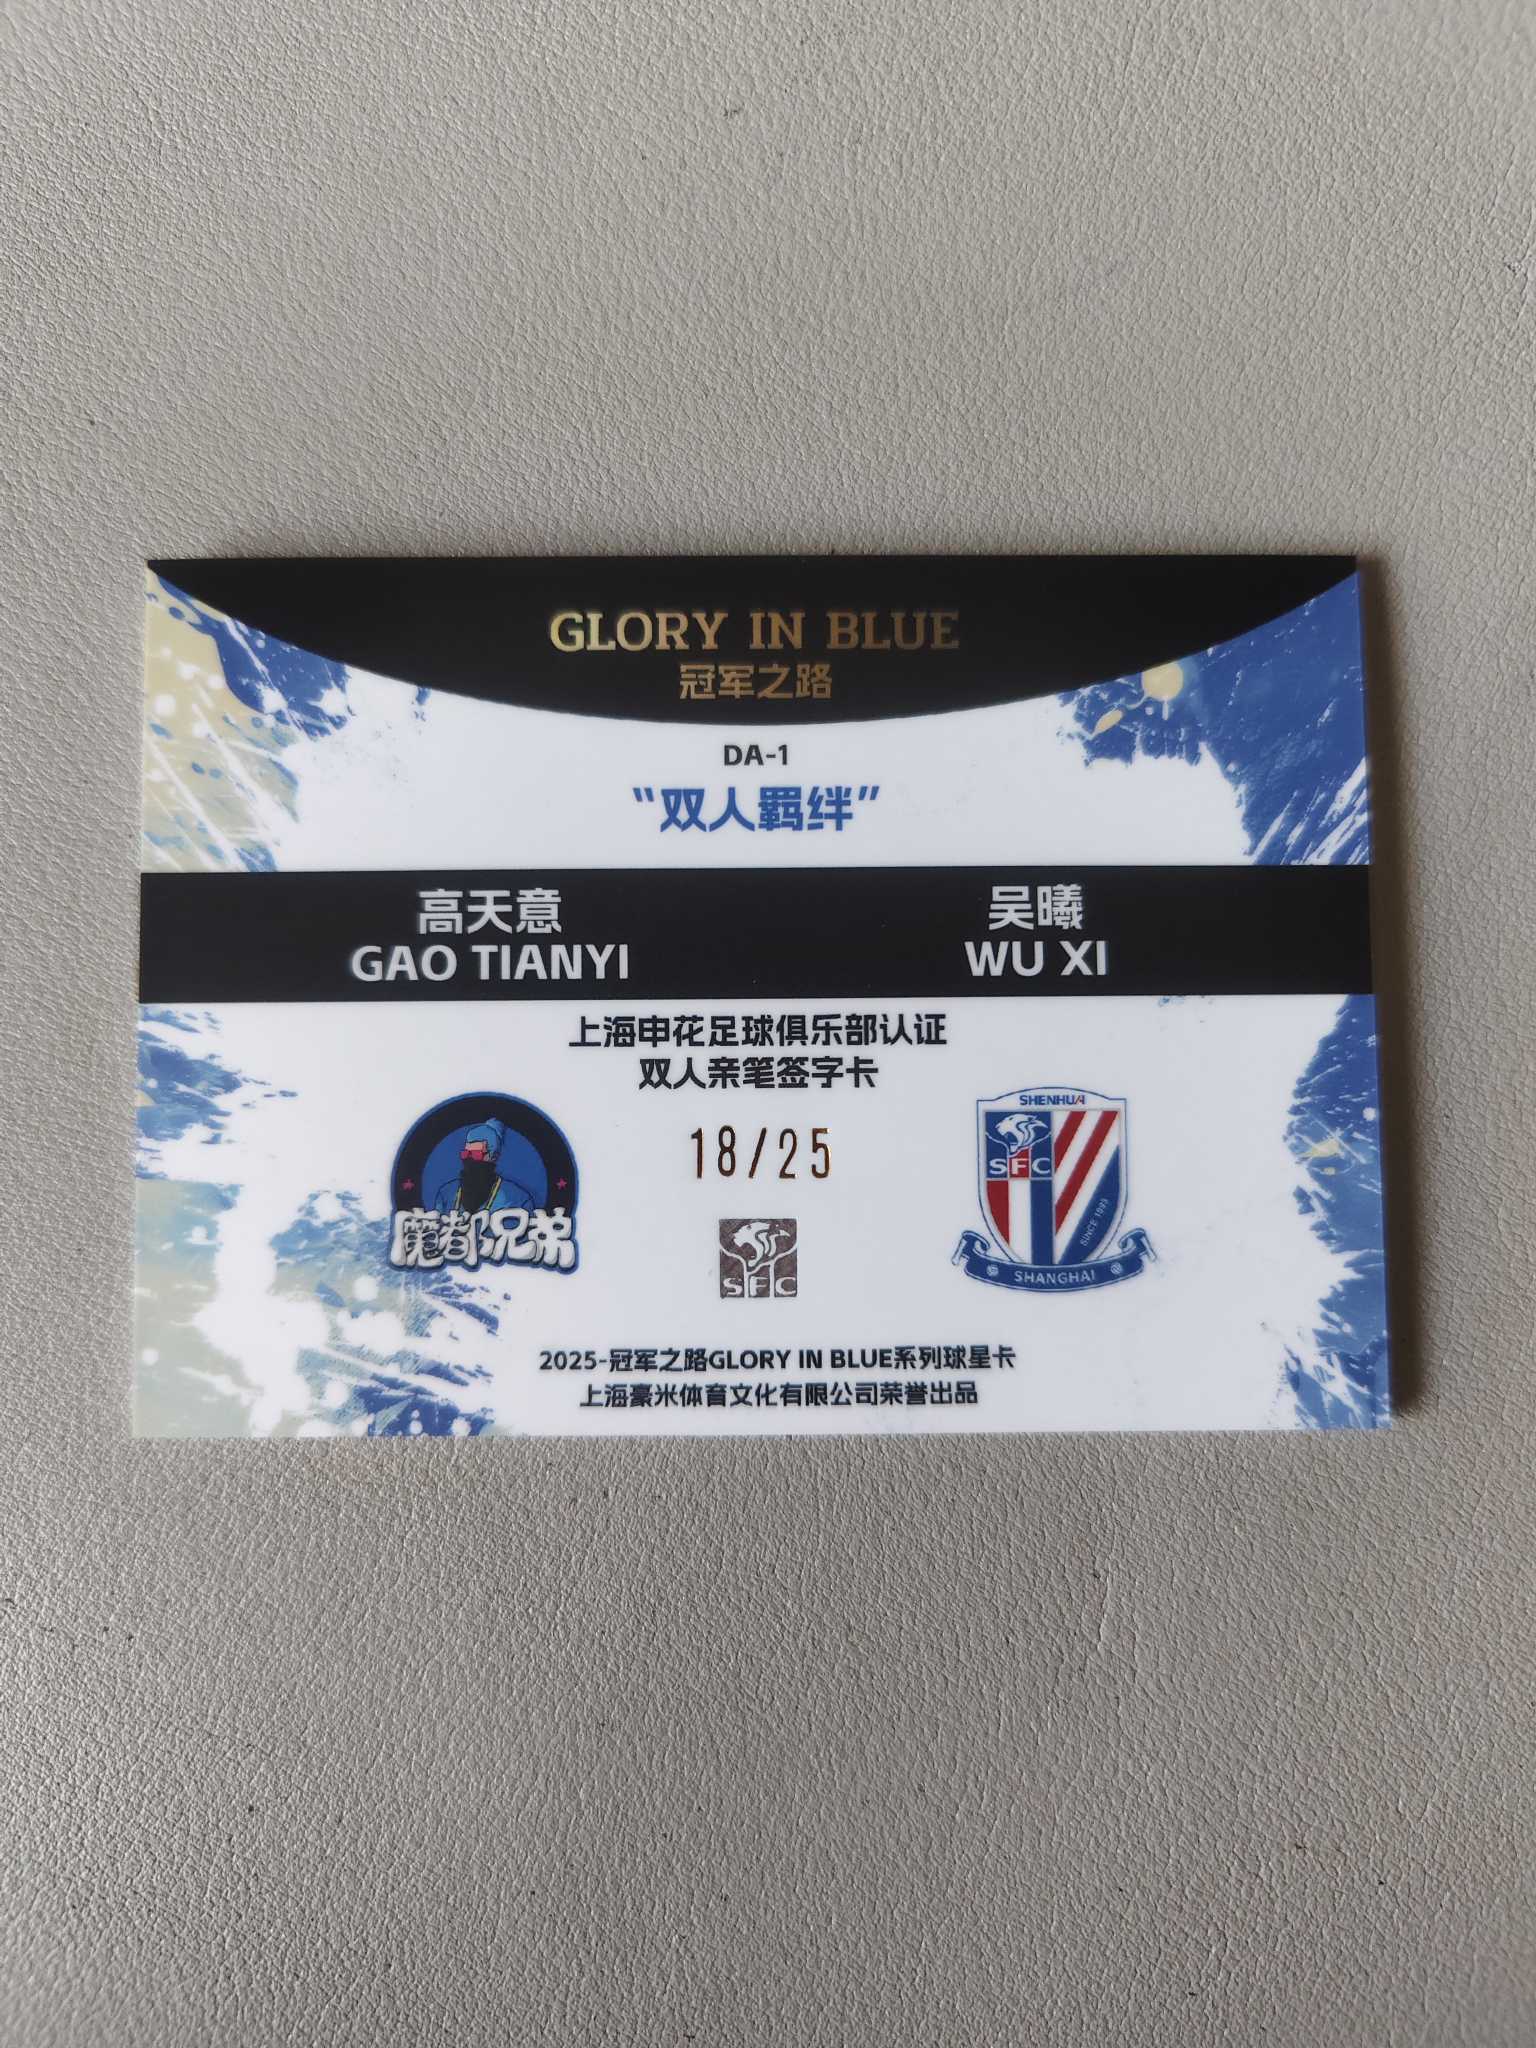 GLORY IN BLUE
冠军之路
DA-1
“双人羁绊”
高天意
GAO TIANYI
吴曦
WU XI
上海申花足球俱乐部认证
双人亲笔签字卡
18/25
魔都兄弟
SFC
SHENHUA
SFC
SINCE 1993
SHANGHAI
2025-冠军之路GLORY IN BLUE系列球星卡
上海豪米体育文化有限公司荣誉出品